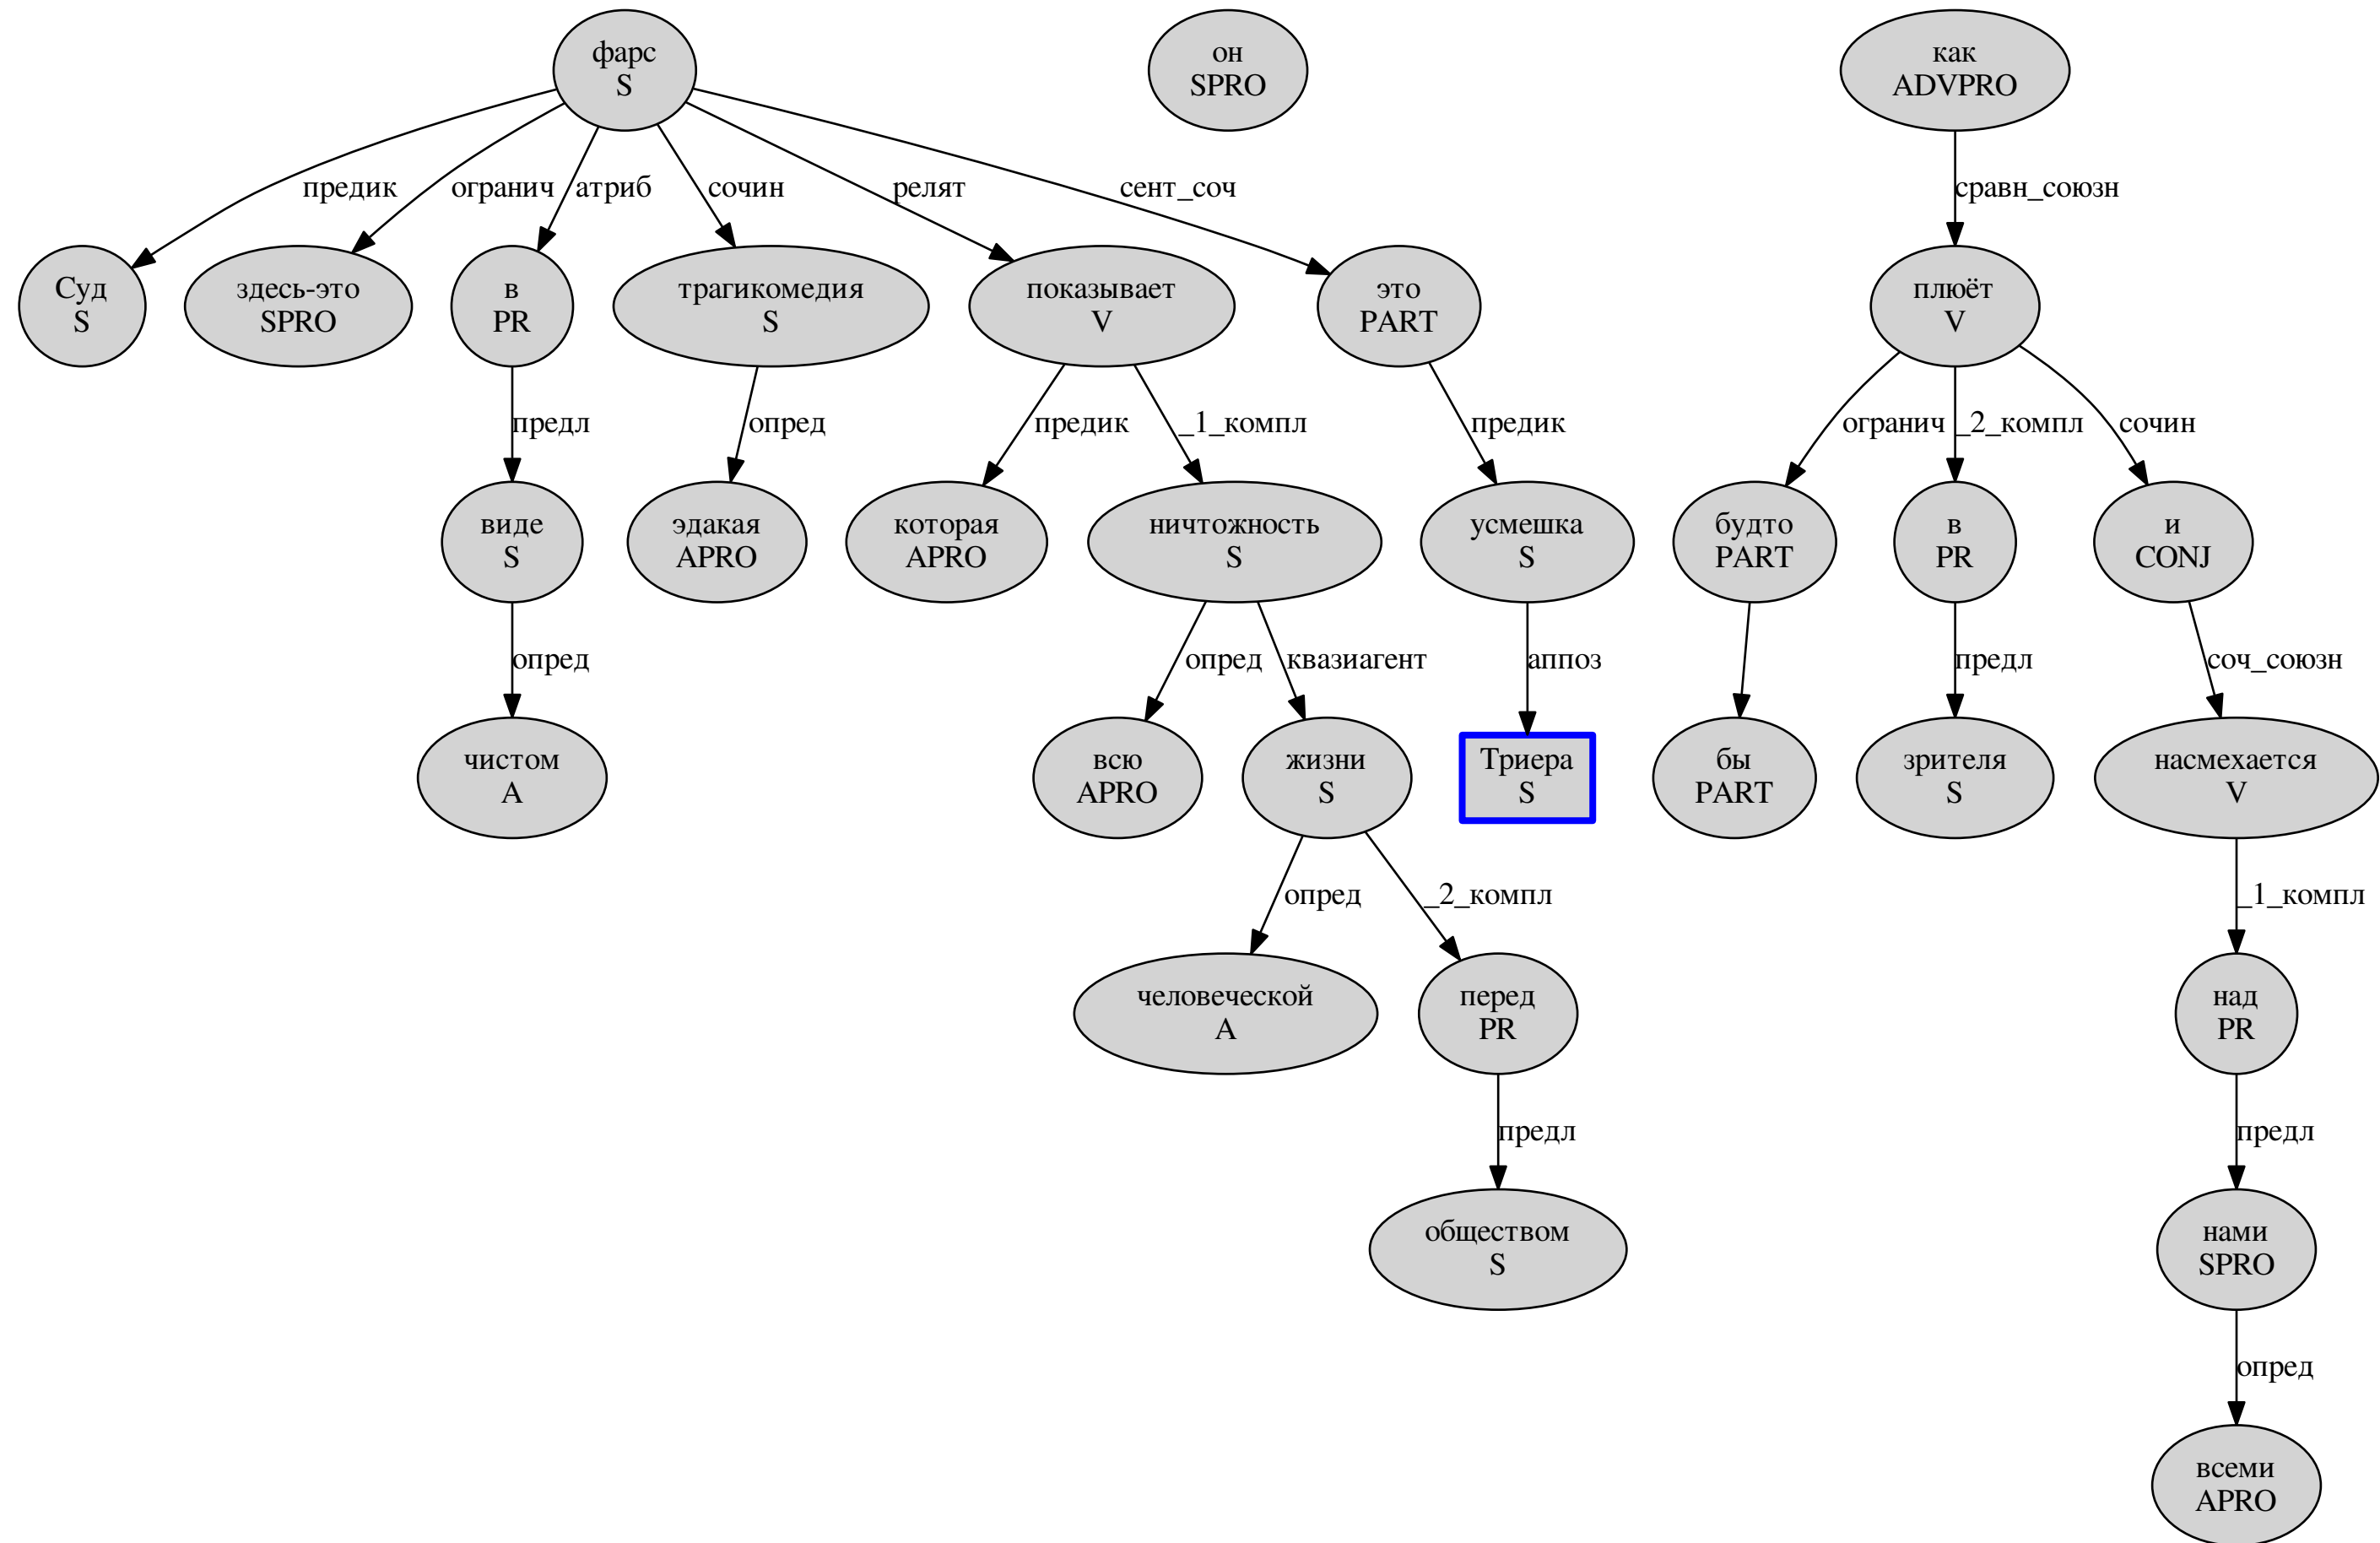 фарс
S
он
SPRO
как
ADVPRO
предик
огранич
атриб
сочин
релят
сент_соч
сравн_союзн
Суд
S
здесь-это
SPRO
в
PR
трагикомедия
S
показывает
V
это
PART
плюёт
V
предл
опред
предик
_1_компл
предик
огранич
_2_компл
сочин
виде
S
эдакая
APRO
которая
APRO
ничтожность
S
усмешка
S
будто
PART
в
PR
и
CONJ
опред
опред
квазиагент
аппоз
предл
соч_союзн
чистом
A
всю
APRO
жизни
S
Триера
S
бы
PART
зрителя
S
насмехается
V
опред
_2_компл
_1_компл
человеческой
A
перед
PR
над
PR
предл
предл
обществом
S
нами
SPRO
опред
всеми
APRO